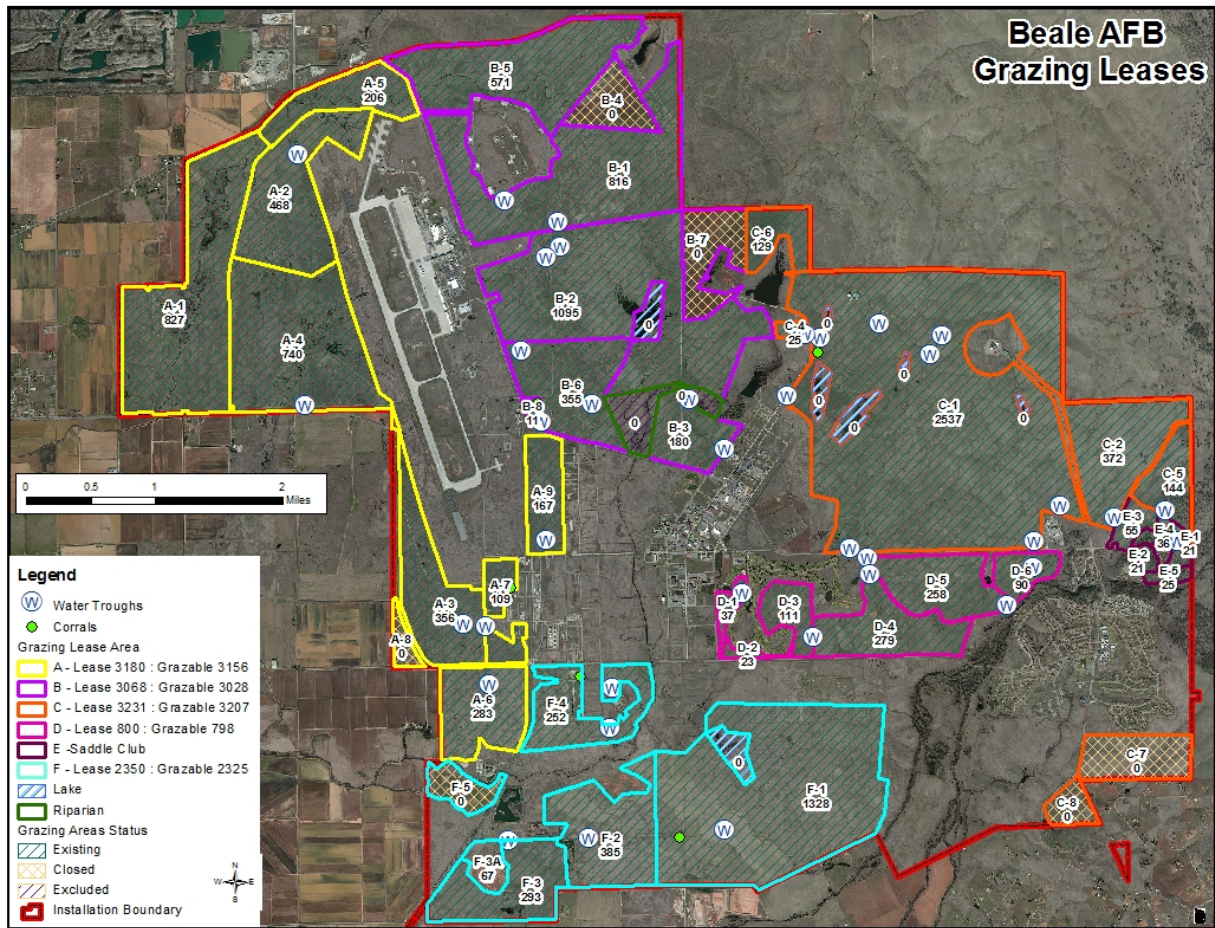 Beale AFB
Grazing Leases
A-5
206
B-5
571
B-4
0
B-1
816
A-2
468
B-7
0
C-6
129
A-1
827
A-4
740
B-2
1095
0
C-4
25
0
0
0
0
0
C-1
2537
B-6
355
B-8
11
0
0
B-3
180
C-2
372
C-5
144
0 0.5 1 2
Miles
A-9
167
E-3
55
E-4
36
E-1
21
E-2
21
E-5
25
A-7
109
A-3
356
A-8
0
D-1
37
D-3
111
D-5
258
D-6
90
D-4
279
D-2
23
A-6
283
F-4
252
0
F-1
1328
C-7
0
C-8
0
F-5
0
F-2
385
F-3A
67
F-3
293
Legend
W Water Troughs
Corrals
Grazing Lease Area
A - Lease 3180 : Grazable 3156
B - Lease 3068 : Grazable 3028
C - Lease 3231 : Grazable 3207
D - Lease 800 : Grazable 798
E -Saddle Club
F - Lease 2350 : Grazable 2325
Lake
Riparian
Grazing Areas Status
Existing
Closed
Excluded
Installation Boundary
N
W E
S